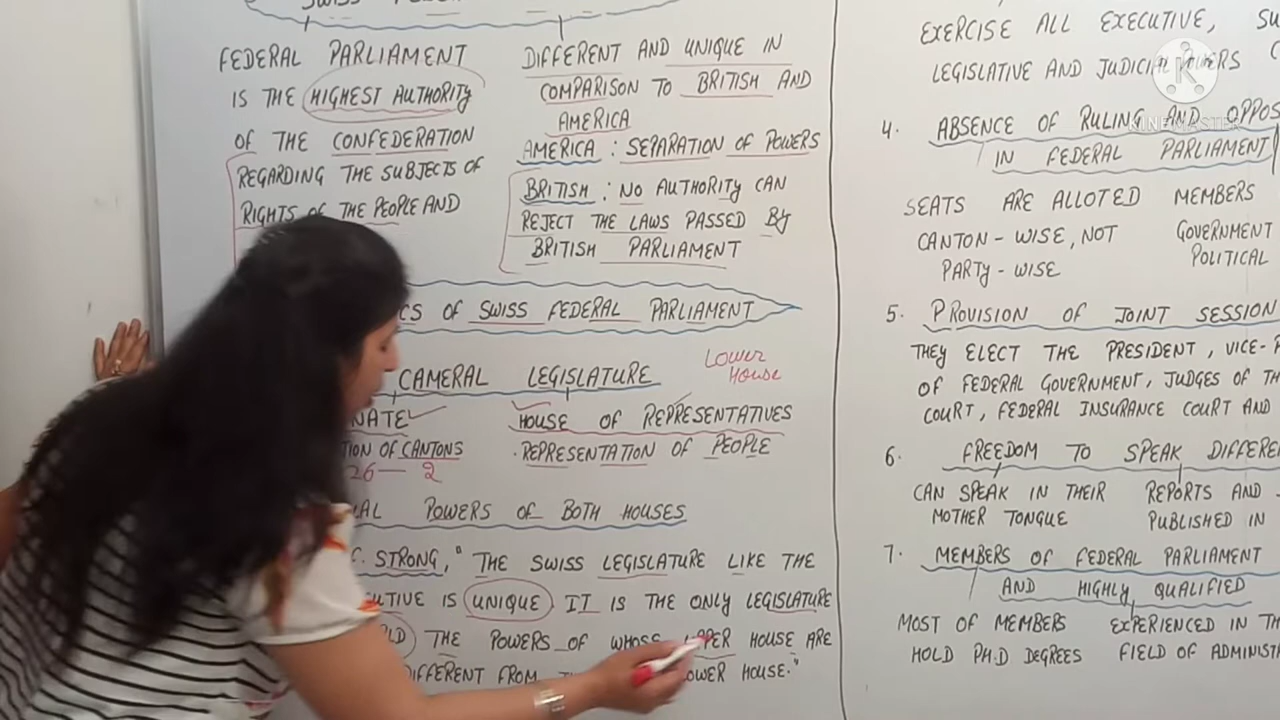 SWISS
FEDERAL PARLIAMENT
IS THE HIGHEST AUTHORITY
OF THE CONFEDERATION
REGARDING THE SUBJECTS OF
RIGHTS OF THE PEOPLE AND
DIFFERENT AND UNIQUE IN
COMPARISON TO BRITISH AND
AMERICA
AMERICA : SEPARATION OF POWERS
BRITISH : NO AUTHORITY CAN
REJECT THE LAWS PASSED BY
BRITISH PARLIAMENT
CS OF SWISS FEDERAL PARLIAMENT
CAMERAL LEGISLATURE
LOWER
HOUSE
NATE
TION OF CANTONS
26 — 2
HOUSE OF REPRESENTATIVES
. REPRESENTATION OF PEOPLE
AL POWERS OF BOTH HOUSES
C. STRONG, " THE SWISS LEGISLATURE LIKE THE
UTIVE IS UNIQUE. IT IS THE ONLY LEGISLATURE
LD THE POWERS OF WHOSE UPPER HOUSE ARE
IFFERENT FROM LOWER HOUSE."
EXERCISE ALL EXECUTIVE, SU
LEGISLATIVE AND JUDICIAL POWERS (
K
KINEMASTER
4. ABSENCE OF RULING AND OPPOS
IN FEDERAL PARLIAMENT
SEATS ARE ALLOTED
CANTON - WISE, NOT
PARTY - WISE
MEMBERS
GOVERNMENT
POLITICAL
5. PROVISION OF JOINT SESSION
THEY ELECT THE PRESIDENT, VICE-P
OF FEDERAL GOVERNMENT, JUDGES OF TH
COURT, FEDERAL INSURANCE COURT AND
6. FREEDOM TO SPEAK DIFFERE
CAN SPEAK IN THEIR
MOTHER TONGUE
REPORTS AND
PUBLISHED IN
7. MEMBERS OF FEDERAL PARLIAMENT
AND HIGHLY QUALIFIED
MOST OF MEMBERS
HOLD PH.D DEGREES
EXPERIENCED IN TH
FIELD OF ADMINIST